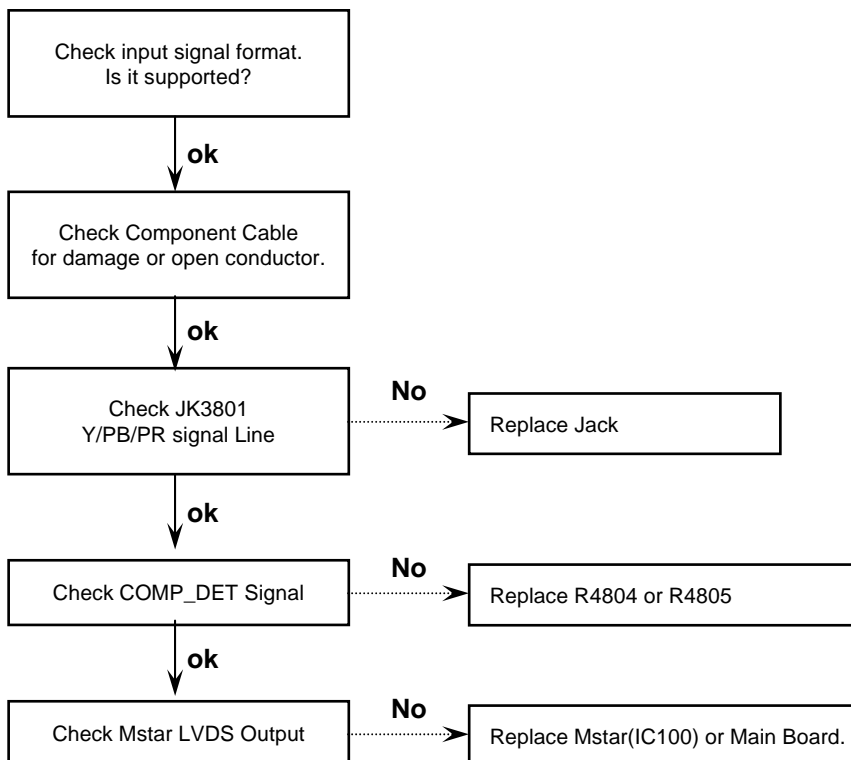 Check input signal format.
Is it supported?
ok
Check Component Cable
for damage or open conductor.
ok
Check JK3801
Y/PB/PR signal Line
No
Replace Jack
ok
Check COMP_DET Signal
No
Replace R4804 or R4805
ok
Check Mstar LVDS Output
No
Replace Mstar(IC100) or Main Board.